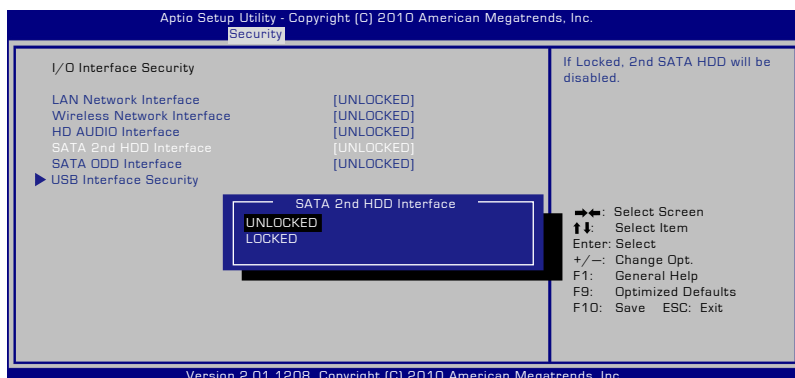 Aptio Setup Utility - Copyright (C) 2010 American Megatrends, Inc.
Security
I/O Interface Security
LAN Network Interface [UNLOCKED]
Wireless Network Interface [UNLOCKED]
HD AUDIO Interface [UNLOCKED]
SATA 2nd HDD Interface [UNLOCKED]
SATA ODD Interface [UNLOCKED]
USB Interface Security
SATA 2nd HDD Interface
UNLOCKED
LOCKED
If Locked, 2nd SATA HDD will be
disabled.
→←: Select Screen
↑↓: Select Item
Enter: Select
+/—: Change Opt.
F1: General Help
F9: Optimized Defaults
F10: Save ESC: Exit
Version 2.01.1208. Copyright (C) 2010 American Megatrends, Inc.